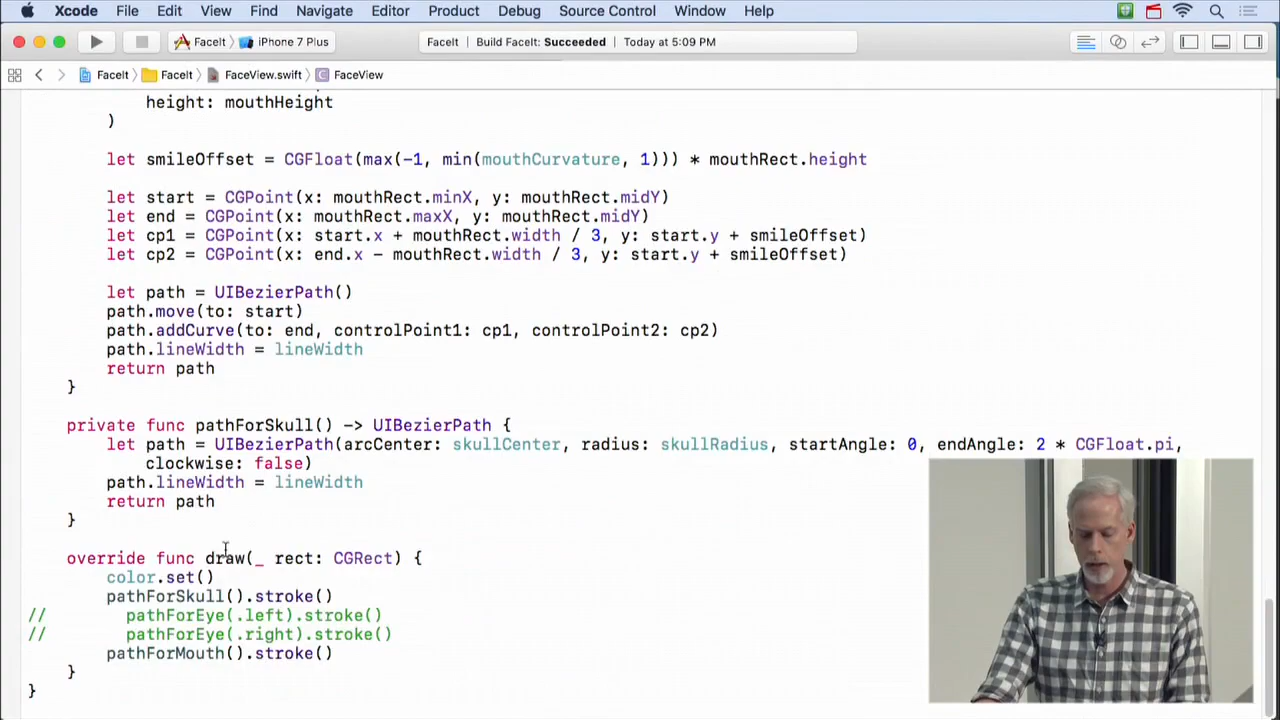 Xcode File Edit View Find Navigate Editor Product Debug Source Control Window Help
FaceIt iPhone 7 Plus FaceIt Build FaceIt: Succeeded Today at 5:09 PM
FaceIt FaceIt FaceView.swift C FaceView
height: mouthHeight
)
let smileOffset = CGFloat(max(-1, min(mouthCurvature, 1))) * mouthRect.height
let start = CGPoint(x: mouthRect.minX, y: mouthRect.midY)
let end = CGPoint(x: mouthRect.maxX, y: mouthRect.midY)
let cp1 = CGPoint(x: start.x + mouthRect.width / 3, y: start.y + smileOffset)
let cp2 = CGPoint(x: end.x - mouthRect.width / 3, y: start.y + smileOffset)
let path = UIBezierPath()
path.move(to: start)
path.addCurve(to: end, controlPoint1: cp1, controlPoint2: cp2)
path.lineWidth = lineWidth
return path
}
private func pathForSkull() -> UIBezierPath {
let path = UIBezierPath(arcCenter: skullCenter, radius: skullRadius, startAngle: 0, endAngle: 2 * CGFloat.pi,
clockwise: false)
path.lineWidth = lineWidth
return path
}
override func draw(_ rect: CGRect) {
color.set()
pathForSkull().stroke()
// pathForEye(.left).stroke()
// pathForEye(.right).stroke()
pathForMouth().stroke()
}
}